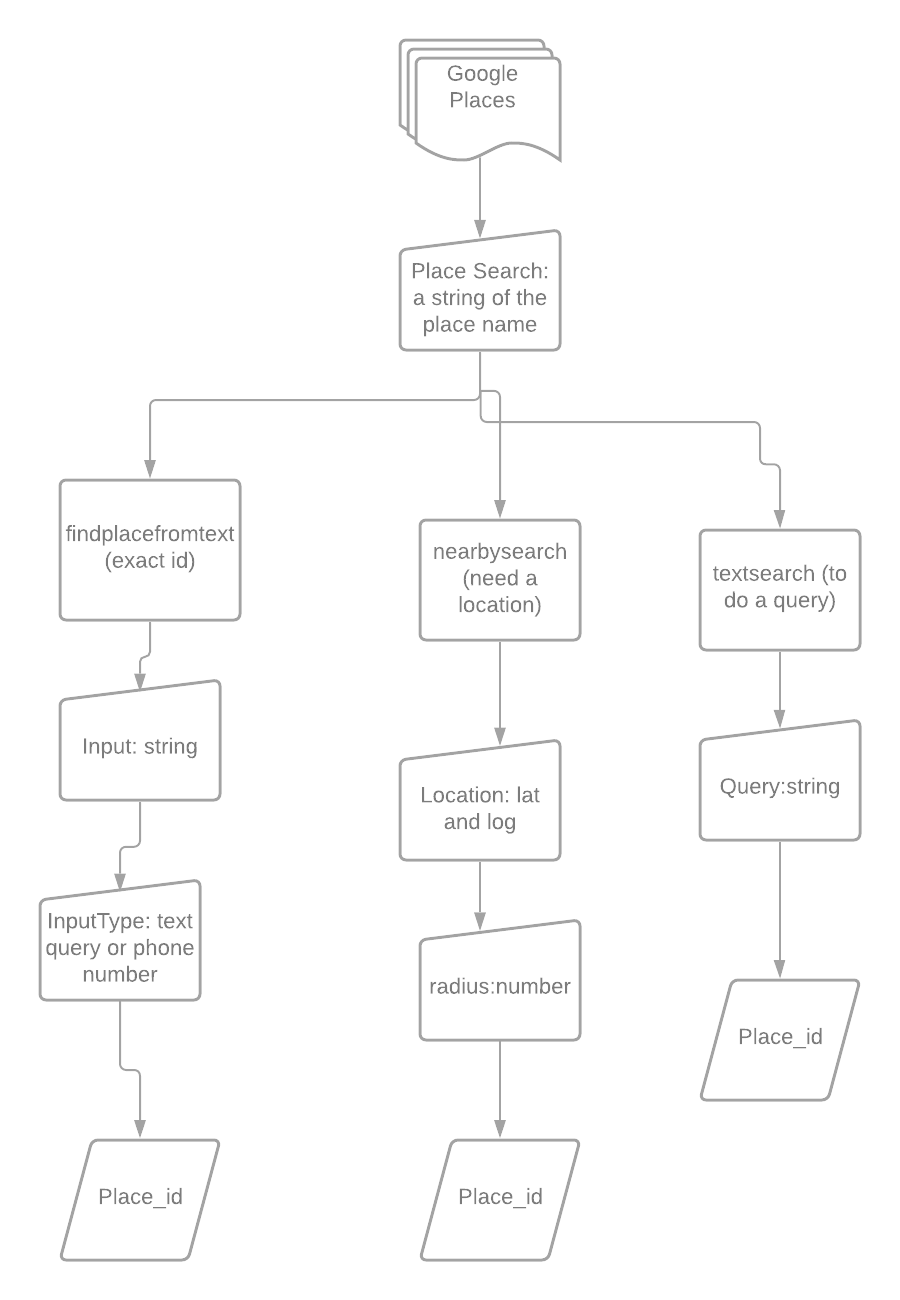 Google
Places
Place Search:
a string of the
place name
findplacefromtext
(exact id)
nearbysearch
(need a
location)
textsearch (to
do a query)
Input: string
Location: lat
and log
Query:string
InputType: text
query or phone
number
radius:number
Place_id
Place_id
Place_id